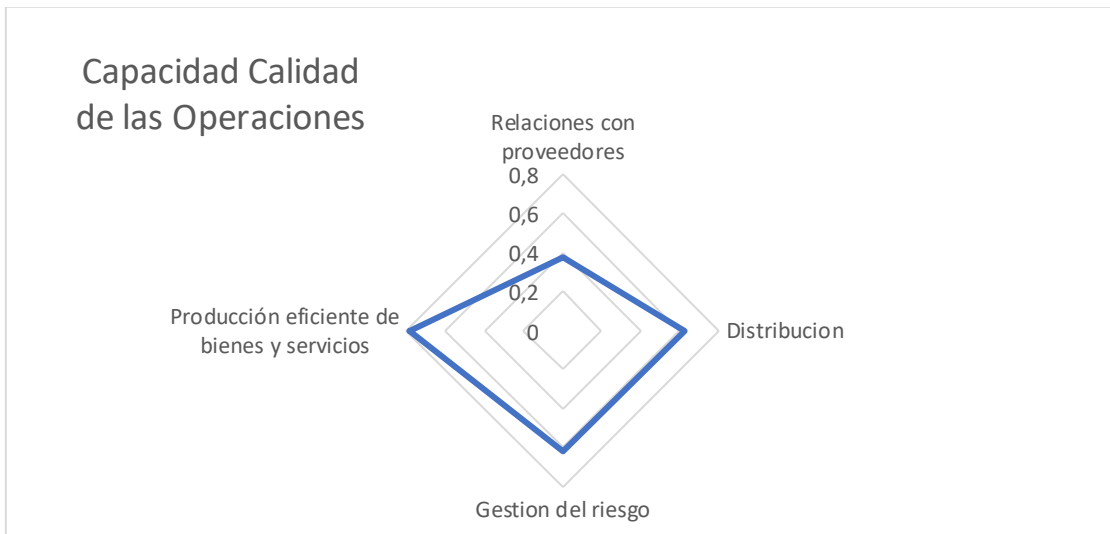 Capacidad Calidad
de las Operaciones
Relaciones con
proveedores
0,8
0,6
0,4
0,2
0
Producción eficiente de
bienes y servicios
Distribucion
Gestion del riesgo